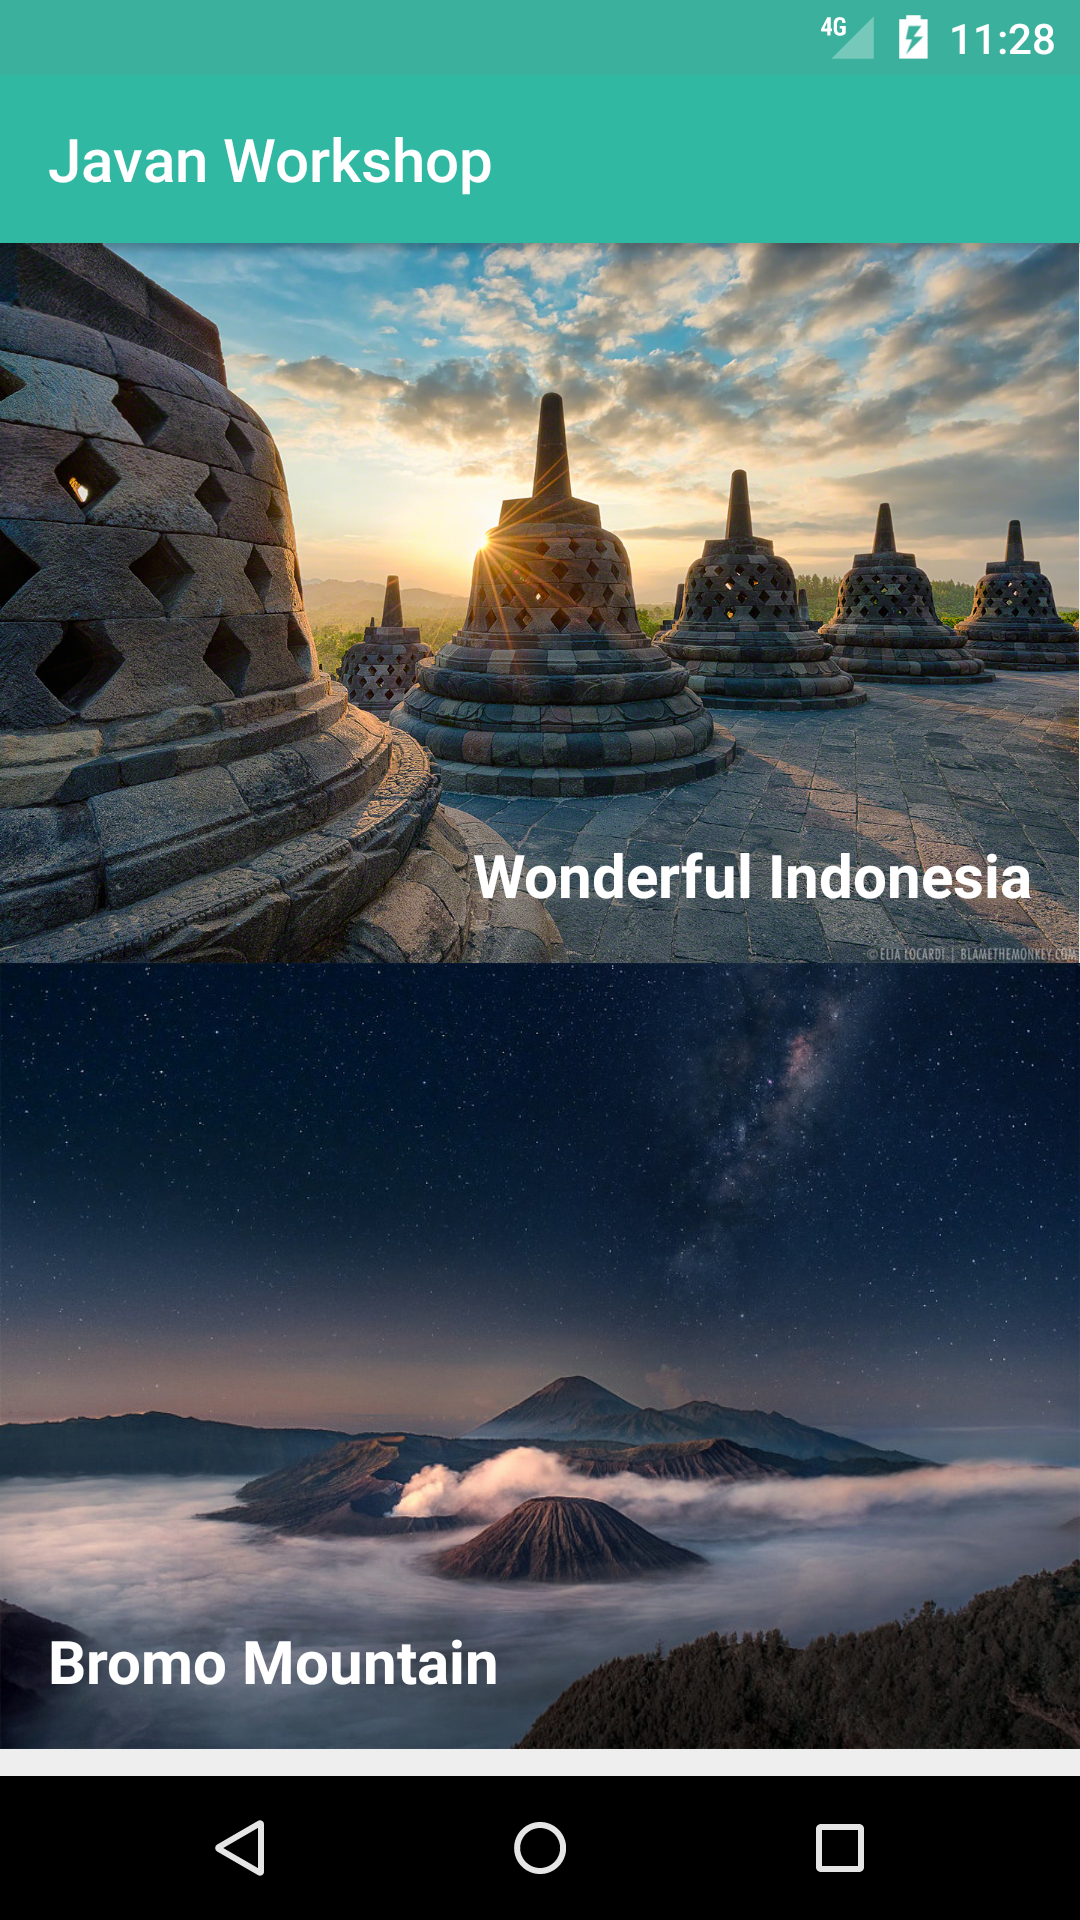 4G 11:28
Javan Workshop
Wonderful Indonesia
© ELIA LOCARDI | BLAMETHEMONKEY.COM
Bromo Mountain